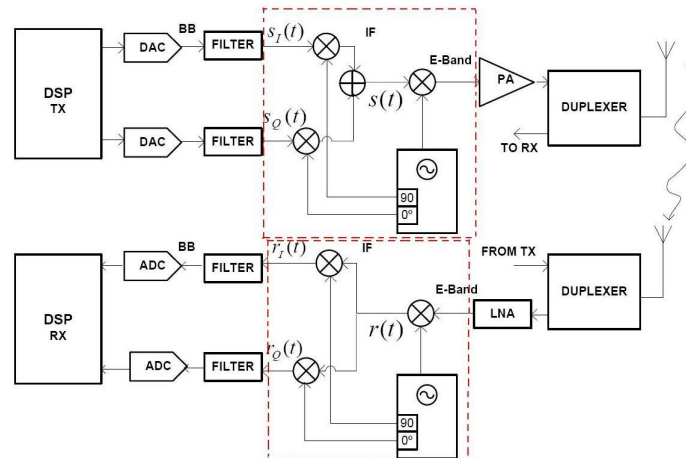 DAC
BB
FILTER
s_I(t)
IF
E-Band
PA
DSP
TX
s(t)
DUPLEXER
DAC
FILTER
s_Q(t)
TO RX
90
0°
ADC
BB
FILTER
r_I(t)
IF
FROM TX
E-Band
DSP
RX
r(t)
LNA
DUPLEXER
ADC
FILTER
r_Q(t)
90
0°